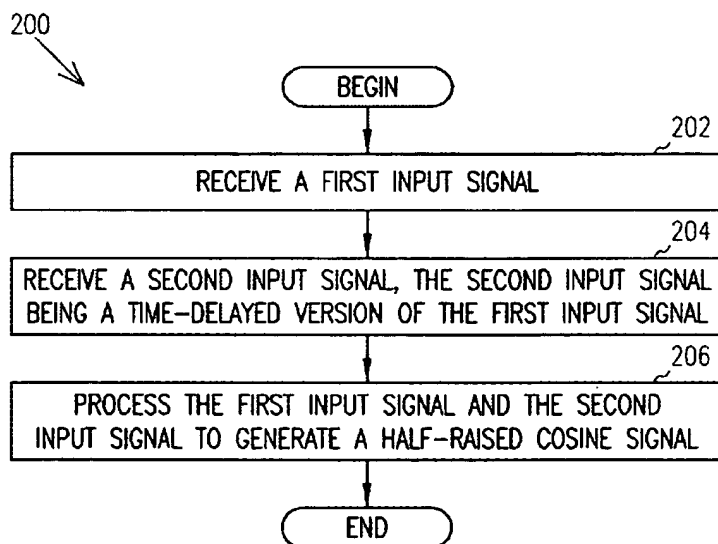 200
BEGIN
202
RECEIVE A FIRST INPUT SIGNAL
204
RECEIVE A SECOND INPUT SIGNAL, THE SECOND INPUT SIGNAL
BEING A TIME-DELAYED VERSION OF THE FIRST INPUT SIGNAL
206
PROCESS THE FIRST INPUT SIGNAL AND THE SECOND
INPUT SIGNAL TO GENERATE A HALF-RAISED COSINE SIGNAL
END